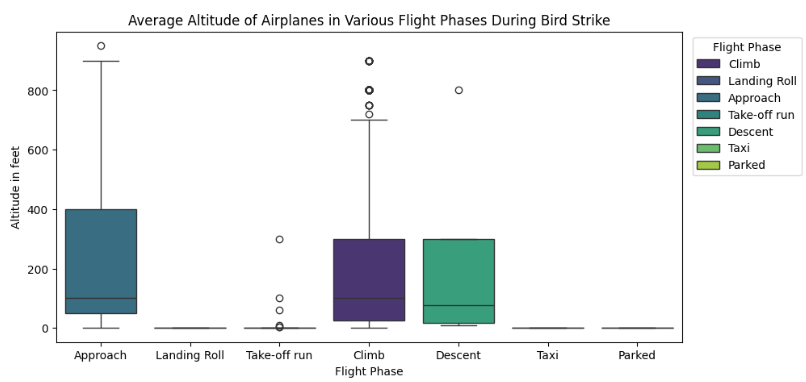 Average Altitude of Airplanes in Various Flight Phases During Bird Strike
Flight Phase
Climb
Landing Roll
Approach
Take-off run
Descent
Taxi
Parked
Altitude in feet
800
600
400
200
0
Approach Landing Roll Take-off run Climb Descent Taxi Parked
Flight Phase